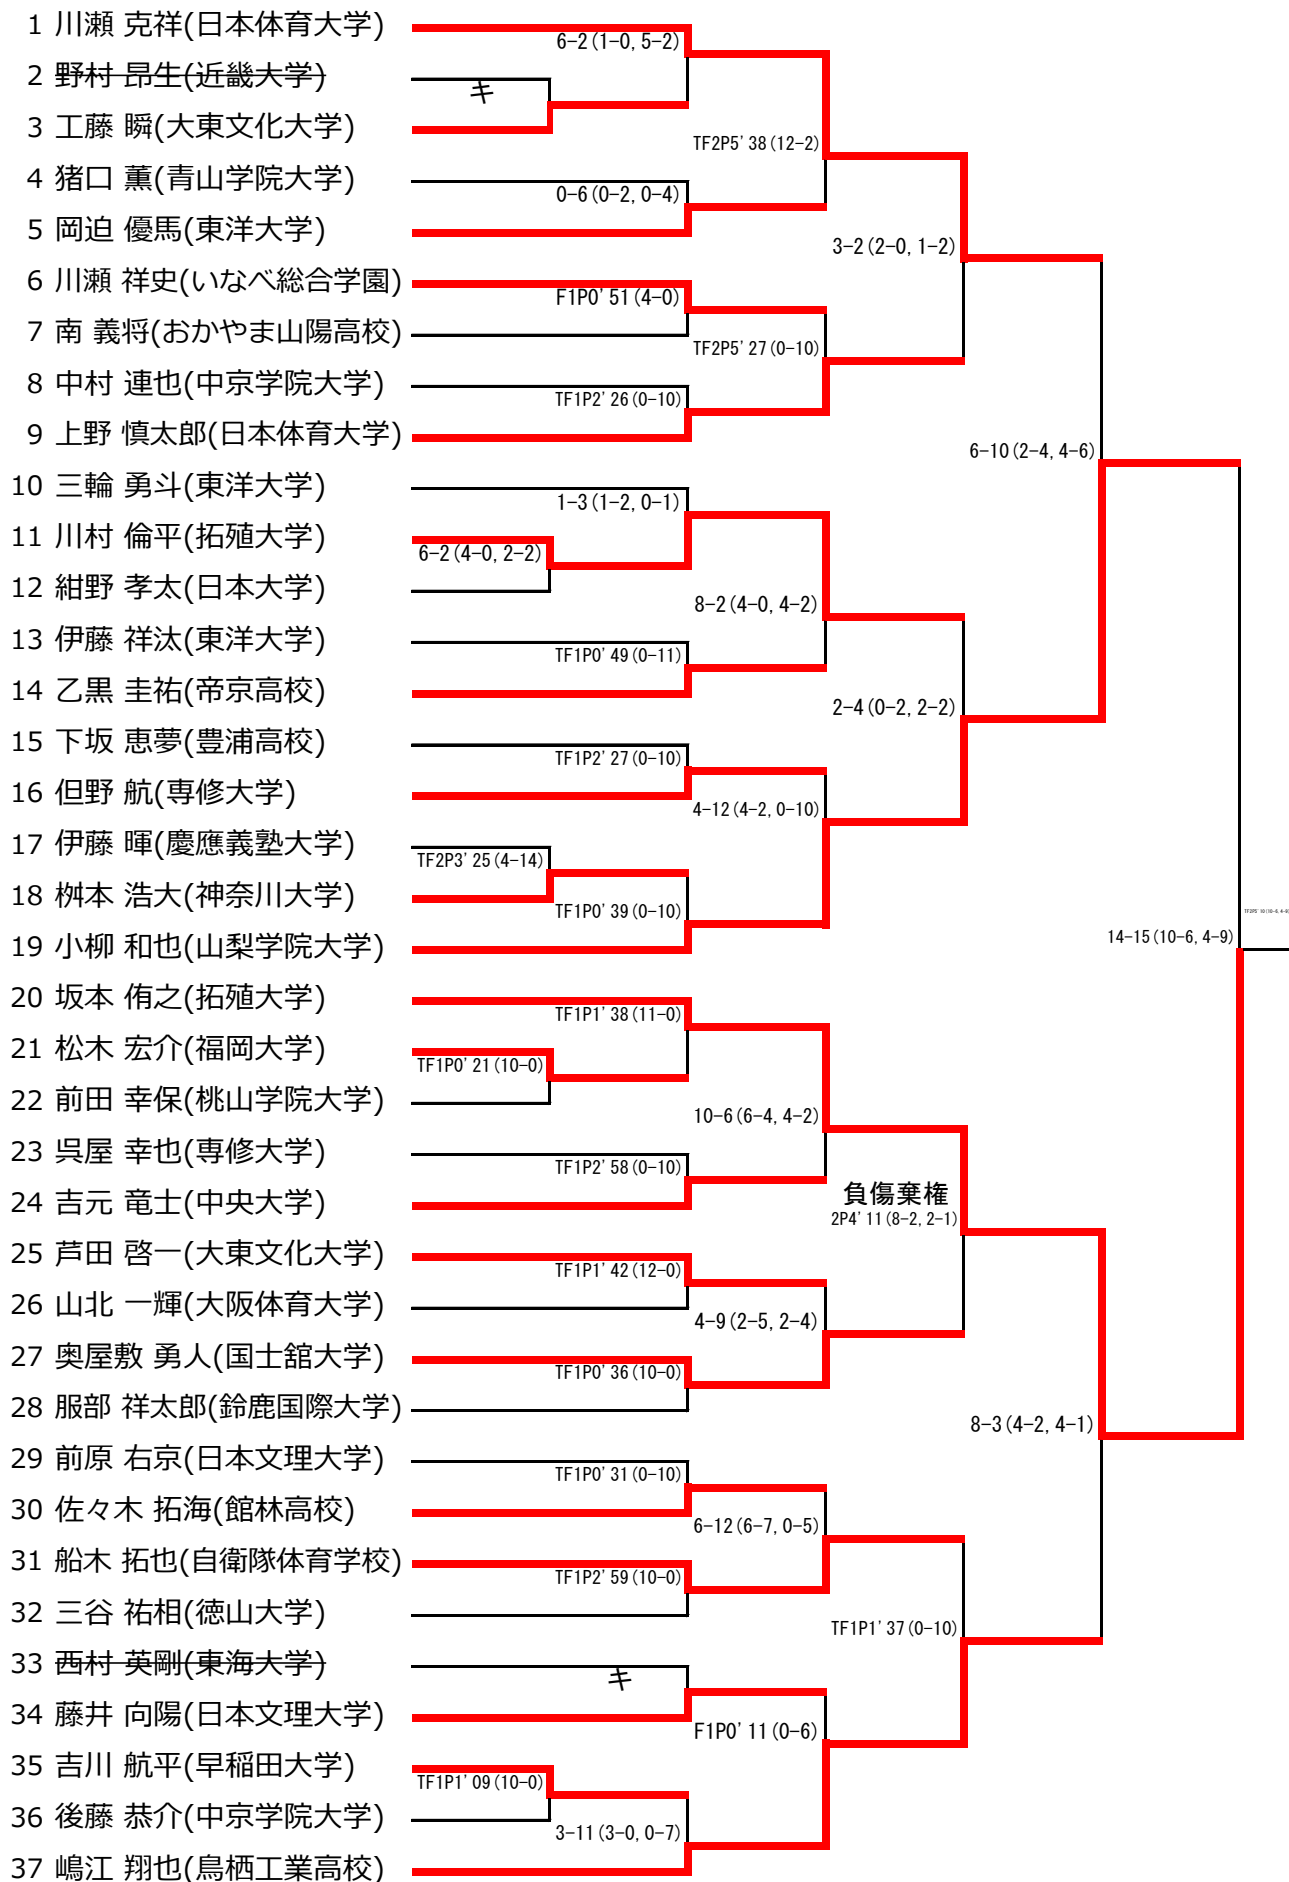 1 川瀬 克祥(日本体育大学)
6-2(1-0, 5-2)
2 野村 昂生(近畿大学)
キ
3 工藤 瞬(大東文化大学)
TF2P5'38(12-2)
4 猪口 薫(青山学院大学)
0-6(0-2, 0-4)
5 岡迫 優馬(東洋大学)
3-2(2-0, 1-2)
6 川瀬 祥史(いなべ総合学園)
F1P0'51(4-0)
7 南 義将(おかやま山陽高校)
TF2P5'27(0-10)
8 中村 連也(中京学院大学)
TF1P2'26(0-10)
9 上野 慎太郎(日本体育大学)
6-10(2-4, 4-6)
10 三輪 勇斗(東洋大学)
1-3(1-2, 0-1)
11 川村 倫平(拓殖大学)
6-2(4-0, 2-2)
12 紺野 孝太(日本大学)
8-2(4-0, 4-2)
13 伊藤 祥汰(東洋大学)
TF1P0'49(0-11)
14 乙黒 圭祐(帝京高校)
2-4(0-2, 2-2)
15 下坂 恵夢(豊浦高校)
TF1P2'27(0-10)
16 但野 航(専修大学)
4-12(4-2, 0-10)
17 伊藤 暉(慶應義塾大学)
TF2P3'25(4-14)
18 桝本 浩大(神奈川大学)
TF1P0'39(0-10)
19 小柳 和也(山梨学院大学)
14-15(10-6, 4-9)
20 坂本 侑之(拓殖大学)
TF1P1'38(11-0)
21 松木 宏介(福岡大学)
TF1P0'21(10-0)
22 前田 幸保(桃山学院大学)
10-6(6-4, 4-2)
23 呉屋 幸也(専修大学)
TF1P2'58(0-10)
24 吉元 竜士(中央大学)
負傷棄権
2P4'11(8-2, 2-1)
25 芦田 啓一(大東文化大学)
TF1P1'42(12-0)
26 山北 一輝(大阪体育大学)
4-9(2-5, 2-4)
27 奥屋敷 勇人(国士舘大学)
TF1P0'36(10-0)
28 服部 祥太郎(鈴鹿国際大学)
8-3(4-2, 4-1)
29 前原 右京(日本文理大学)
TF1P0'31(0-10)
30 佐々木 拓海(館林高校)
6-12(6-7, 0-5)
31 船木 拓也(自衛隊体育学校)
TF1P2'59(10-0)
32 三谷 祐相(徳山大学)
TF1P1'37(0-10)
33 西村 英剛(東海大学)
キ
34 藤井 向陽(日本文理大学)
F1P0'11(0-6)
35 吉川 航平(早稲田大学)
TF1P1'09(10-0)
36 後藤 恭介(中京学院大学)
3-11(3-0, 0-7)
37 嶋江 翔也(鳥栖工業高校)